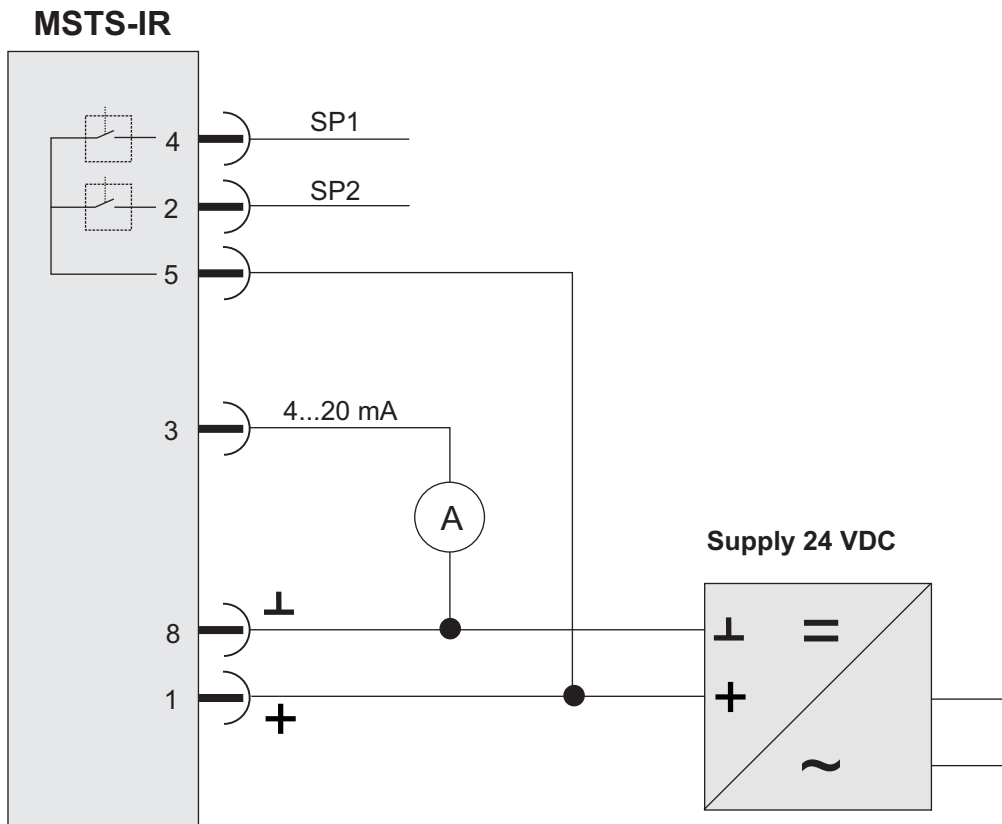 MSTS-IR
4
SP1
2
SP2
5
3
4...20 mA
A
Supply 24 VDC
8
⊥
⊥
=
1
+
+
~